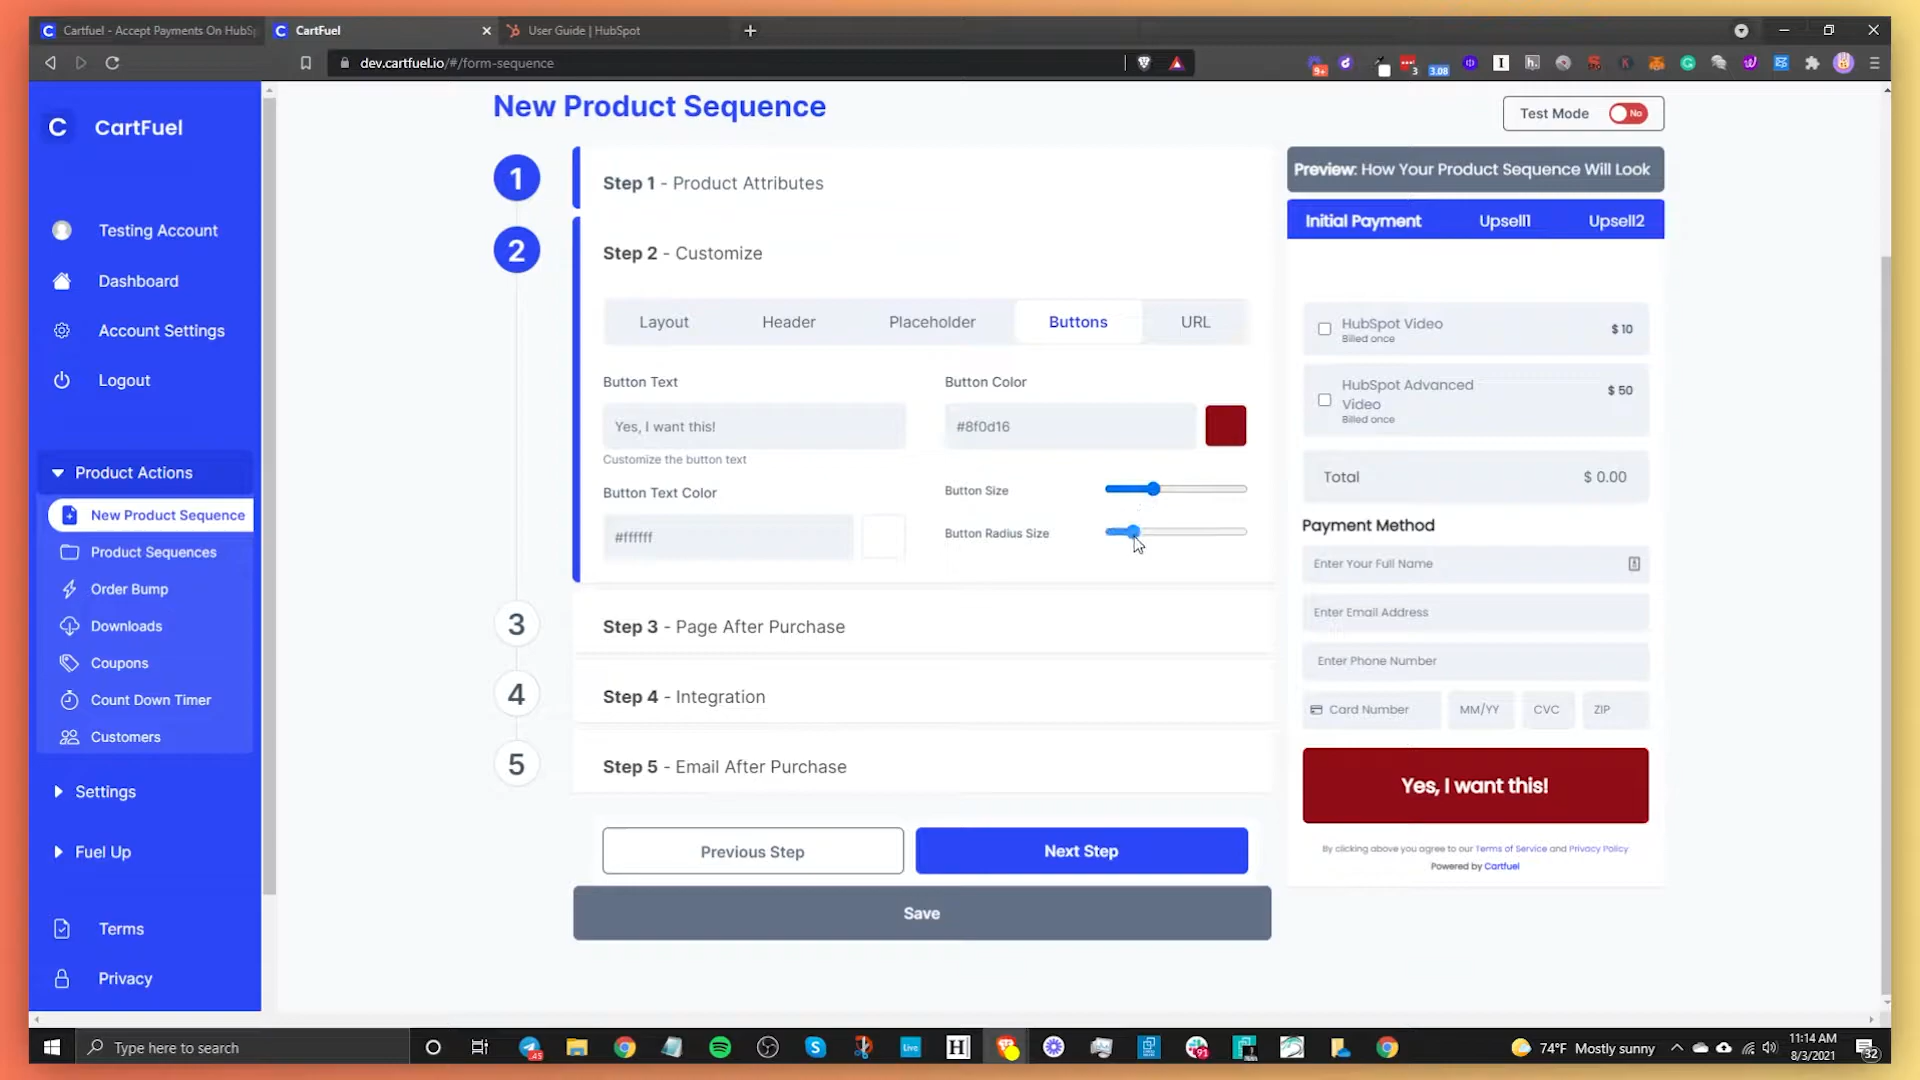 Cartfuel - Accept Payments On HubSp
CartFuel
User Guide | HubSpot
dev.cartfuel.io/#/form-sequence
9+
3
3.08
C
CartFuel
Testing Account
Dashboard
Account Settings
Logout
Product Actions
New Product Sequence
Product Sequences
Order Bump
Downloads
Coupons
Count Down Timer
Customers
Settings
Fuel Up
Terms
Privacy
New Product Sequence
Test Mode No
1
Step 1 - Product Attributes
2
Step 2 - Customize
Layout
Header
Placeholder
Buttons
URL
Button Text
Button Color
Yes, I want this!
#8f0d16
Customize the button text
Button Text Color
#ffffff
Button Size
Button Radius Size
3
Step 3 - Page After Purchase
4
Step 4 - Integration
5
Step 5 - Email After Purchase
Previous Step
Next Step
Save
Preview: How Your Product Sequence Will Look
Initial Payment
Upsell1
Upsell2
HubSpot Video
Billed once
$ 10
HubSpot Advanced
Video
Billed once
$ 50
Total
$ 0.00
Payment Method
Enter Your Full Name
Enter Email Address
Enter Phone Number
Card Number
MM/YY
CVC
ZIP
Yes, I want this!
By clicking above you agree to our Terms of Service and Privacy Policy
Powered by Cartfuel
Type here to search
45
Live
H
91
74°F Mostly sunny
11:14 AM
8/3/2021
32